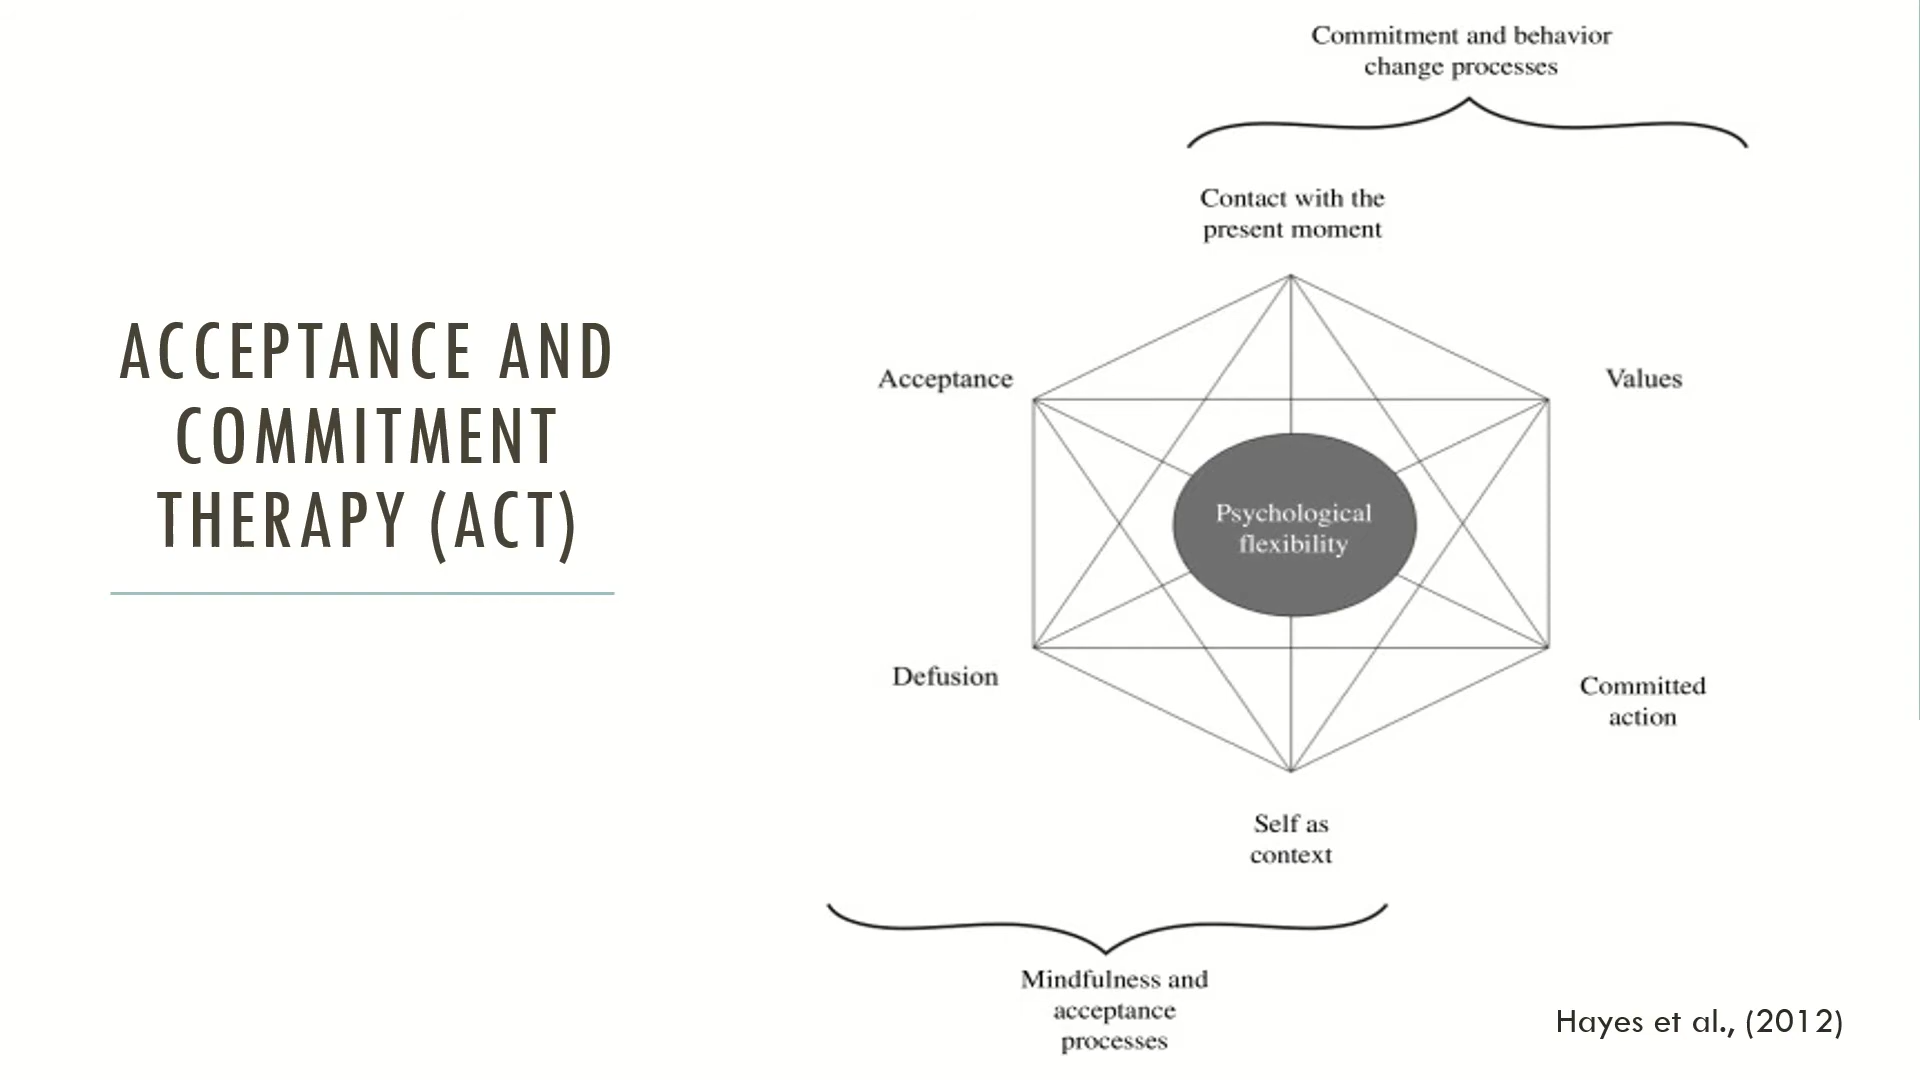 ACCEPTANCE AND
COMMITMENT
THERAPY (ACT)
Commitment and behavior
change processes
Contact with the
present moment
Acceptance
Values
Psychological
flexibility
Defusion
Committed
action
Self as
context
Mindfulness and
acceptance
processes
Hayes et al., (2012)